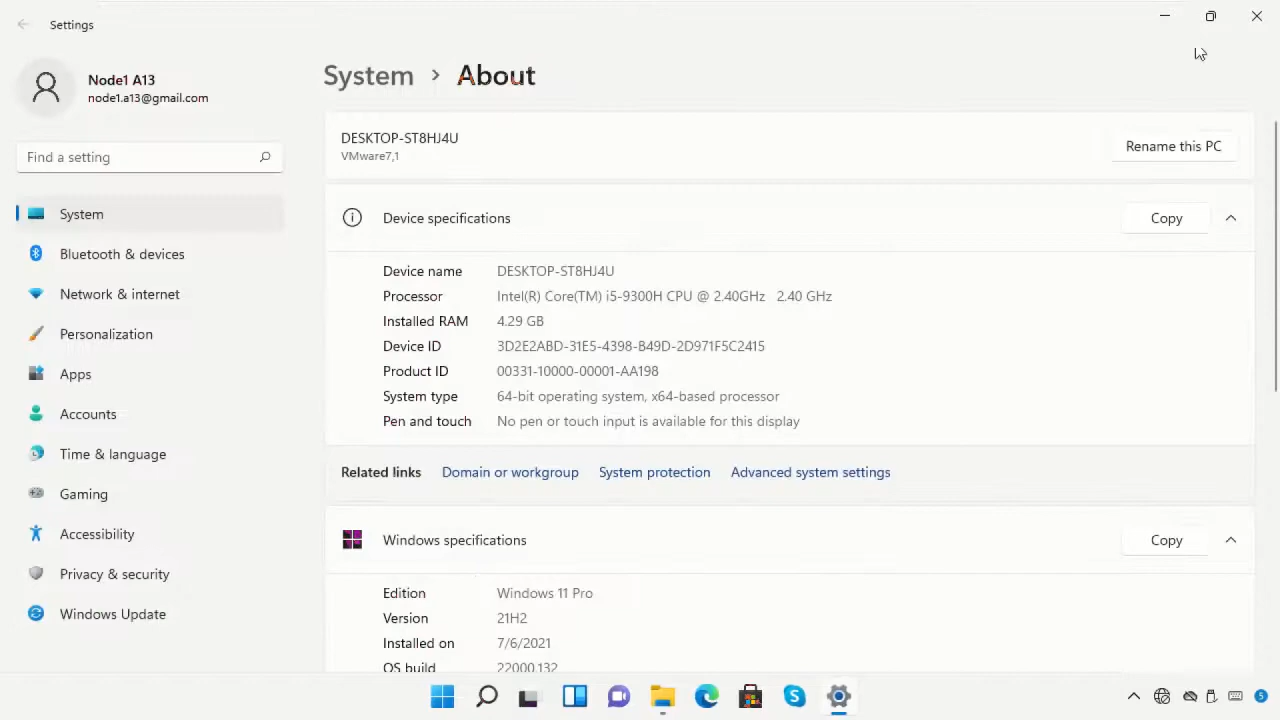 Settings
Node1 A13
node1.a13@gmail.com
Find a setting
System
Bluetooth & devices
Network & internet
Personalization
Apps
Accounts
Time & language
Gaming
Accessibility
Privacy & security
Windows Update
System > About
DESKTOP-ST8HJ4U
VMware7,1
Rename this PC
Device specifications
Copy
Device name DESKTOP-ST8HJ4U
Processor Intel(R) Core(TM) i5-9300H CPU @ 2.40GHz 2.40 GHz
Installed RAM 4.29 GB
Device ID 3D2E2ABD-31E5-4398-B49D-2D971F5C2415
Product ID 00331-10000-00001-AA198
System type 64-bit operating system, x64-based processor
Pen and touch No pen or touch input is available for this display
Related links Domain or workgroup System protection Advanced system settings
Windows specifications
Copy
Edition Windows 11 Pro
Version 21H2
Installed on 7/6/2021
OS build 22000.132
5